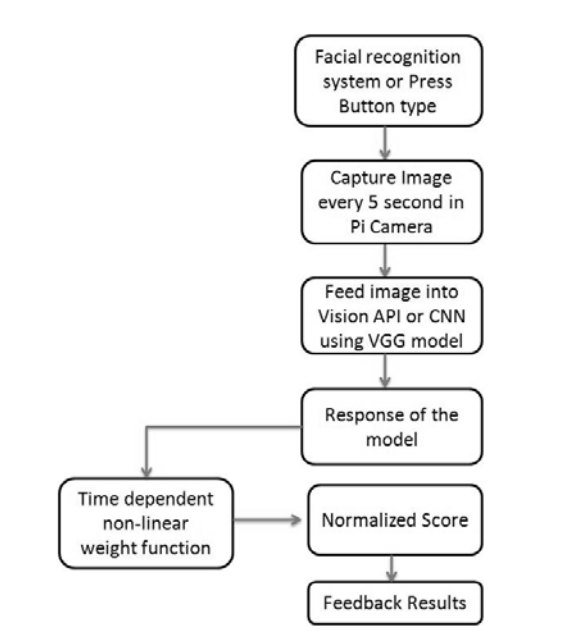 Facial recognition
system or Press
Button type
Capture Image
every 5 second in
Pi Camera
Feed image into
Vision API or CNN
using VGG model
Response of the
model
Time dependent
non-linear
weight function
Normalized Score
Feedback Results